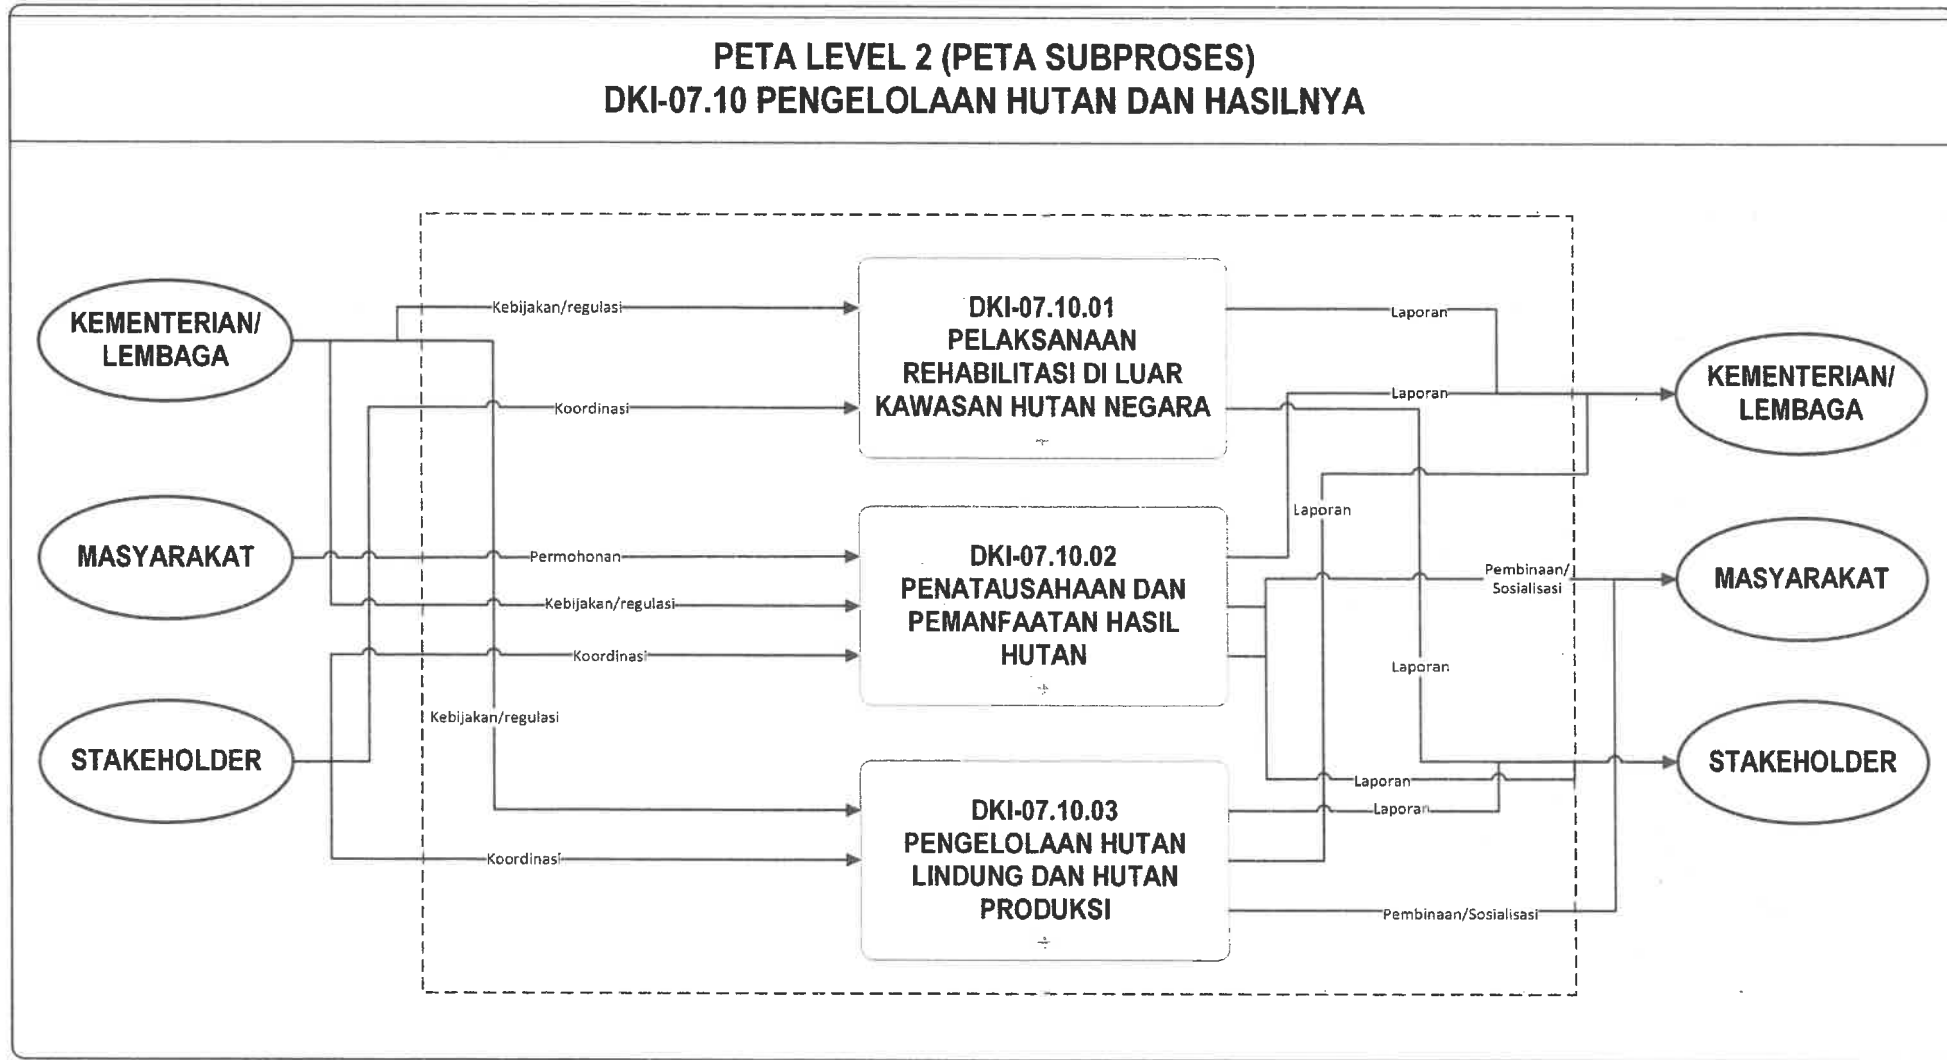 PETA LEVEL 2 (PETA SUBPROSES)
DKI-07.10 PENGELOLAAN HUTAN DAN HASILNYA
KEMENTERIAN/
LEMBAGA
MASYARAKAT
STAKEHOLDER
Kebijakan/regulasi
Koordinasi
Permohonan
Kebijakan/regulasi
Koordinasi
Kebijakan/regulasi
Koordinasi
DKI-07.10.01
PELAKSANAAN
REHABILITASI DI LUAR
KAWASAN HUTAN NEGARA
DKI-07.10.02
PENATAUSAHAAN DAN
PEMANFAATAN HASIL
HUTAN
DKI-07.10.03
PENGELOLAAN HUTAN
LINDUNG DAN HUTAN
PRODUKSI
Laporan
Laporan
Laporan
Pembinaan/
Sosialisasi
Laporan
Laporan
Laporan
Pembinaan/Sosialisasi
KEMENTERIAN/
LEMBAGA
MASYARAKAT
STAKEHOLDER